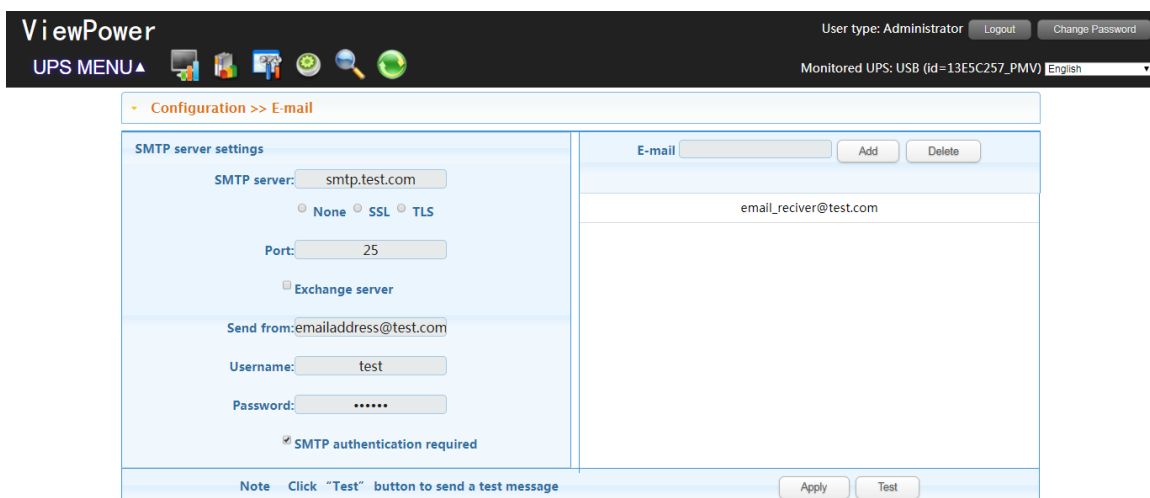 ViewPower
User type: Administrator Logout Change Password
UPS MENU▲
Monitored UPS: USB (id=13E5C257_PMV) English
Configuration >> E-mail
SMTP server settings
SMTP server: smtp.test.com
None SSL TLS
Port: 25
Exchange server
Send from: emailaddress@test.com
Username: test
Password: ••••••
SMTP authentication required
E-mail Add Delete
email_reciver@test.com
Note Click “Test” button to send a test message
Apply Test